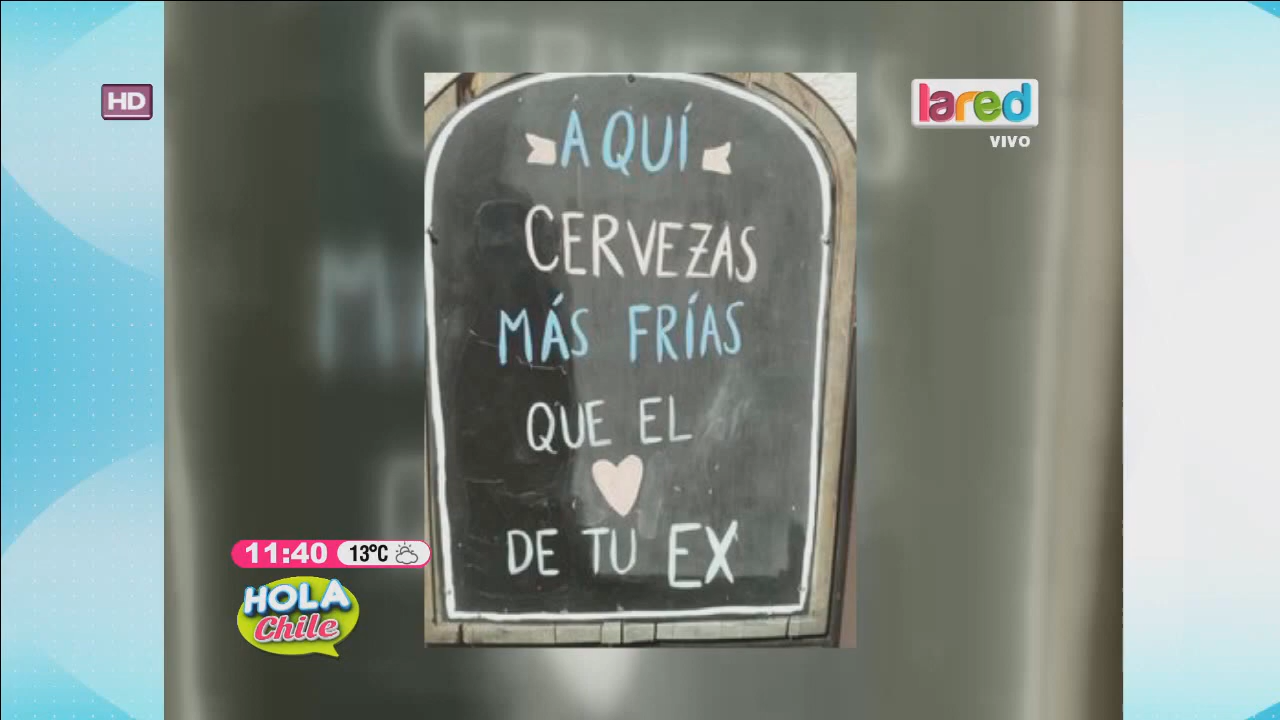 HD
lared
VIVO
AQUÍ
CERVEZAS
MÁS FRÍAS
QUE EL
DE TU EX
11:40 13°C
HOLA
Chile